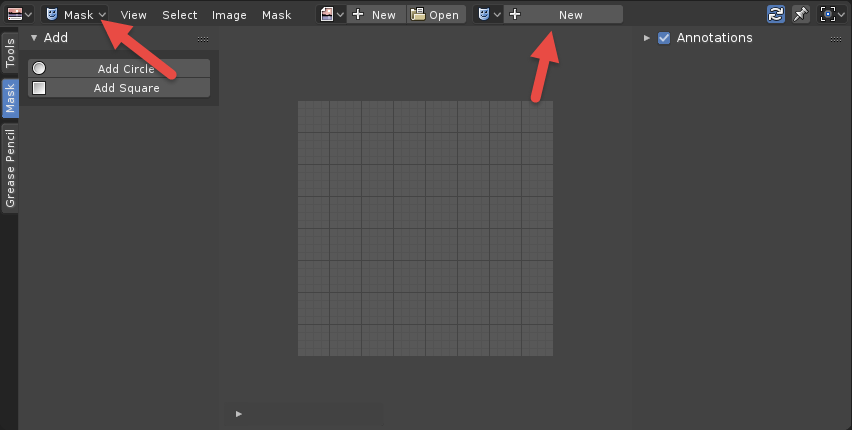 Mask View Select Image Mask New Open New
Tools
Mask
Grease Pencil
Add
Add Circle
Add Square
Annotations